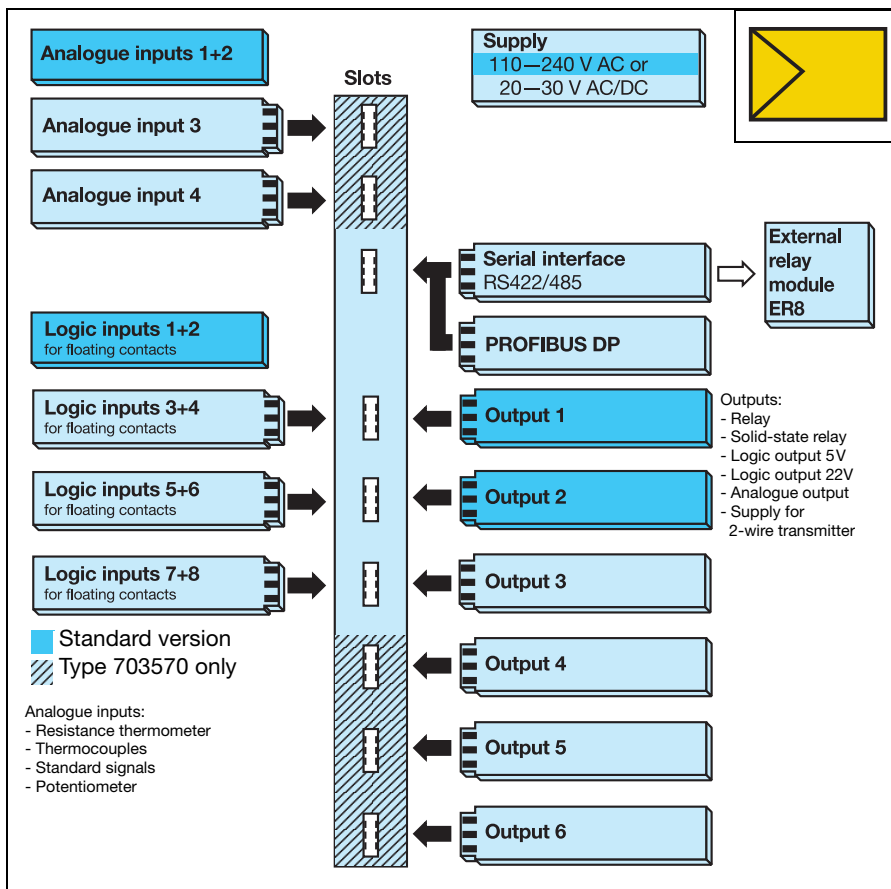 Analogue inputs 1+2
Analogue input 3
Analogue input 4
Slots
Supply
110—240 V AC or
20—30 V AC/DC
Serial interface
RS422/485
External
relay
module
ER8
PROFIBUS DP
Logic inputs 1+2
for floating contacts
Logic inputs 3+4
for floating contacts
Logic inputs 5+6
for floating contacts
Logic inputs 7+8
for floating contacts
Output 1
Output 2
Output 3
Output 4
Output 5
Output 6
Outputs:
- Relay
- Solid-state relay
- Logic output 5V
- Logic output 22V
- Analogue output
- Supply for
2-wire transmitter
Standard version
Type 703570 only
Analogue inputs:
- Resistance thermometer
- Thermocouples
- Standard signals
- Potentiometer